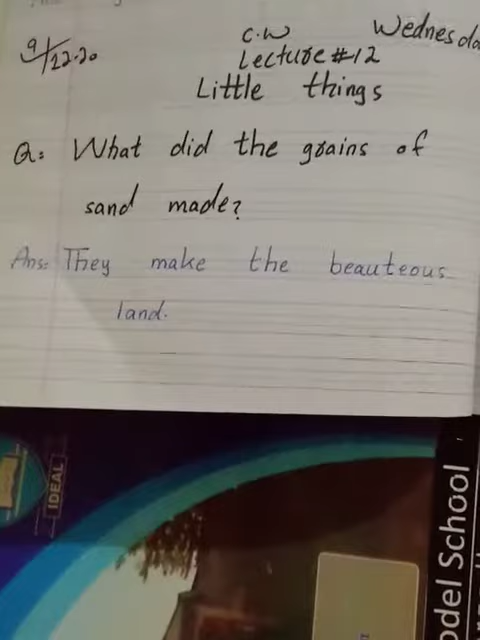 C.W Wednesda
9/22.20 Lecture #12
Little things
Q: What did the grains of
sand made?
Ans: They make the beauteous
land.
IDEAL
odel School